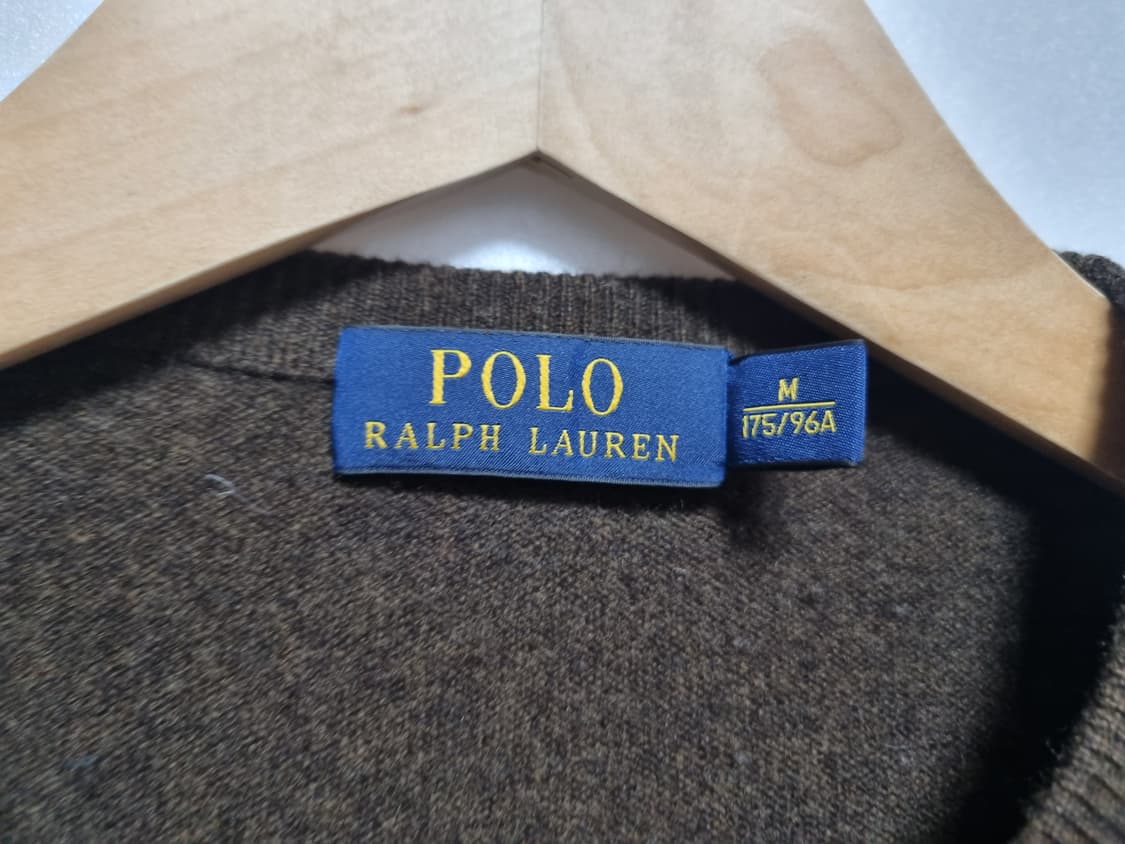 POLO
RALPH LAUREN
M
175/96A